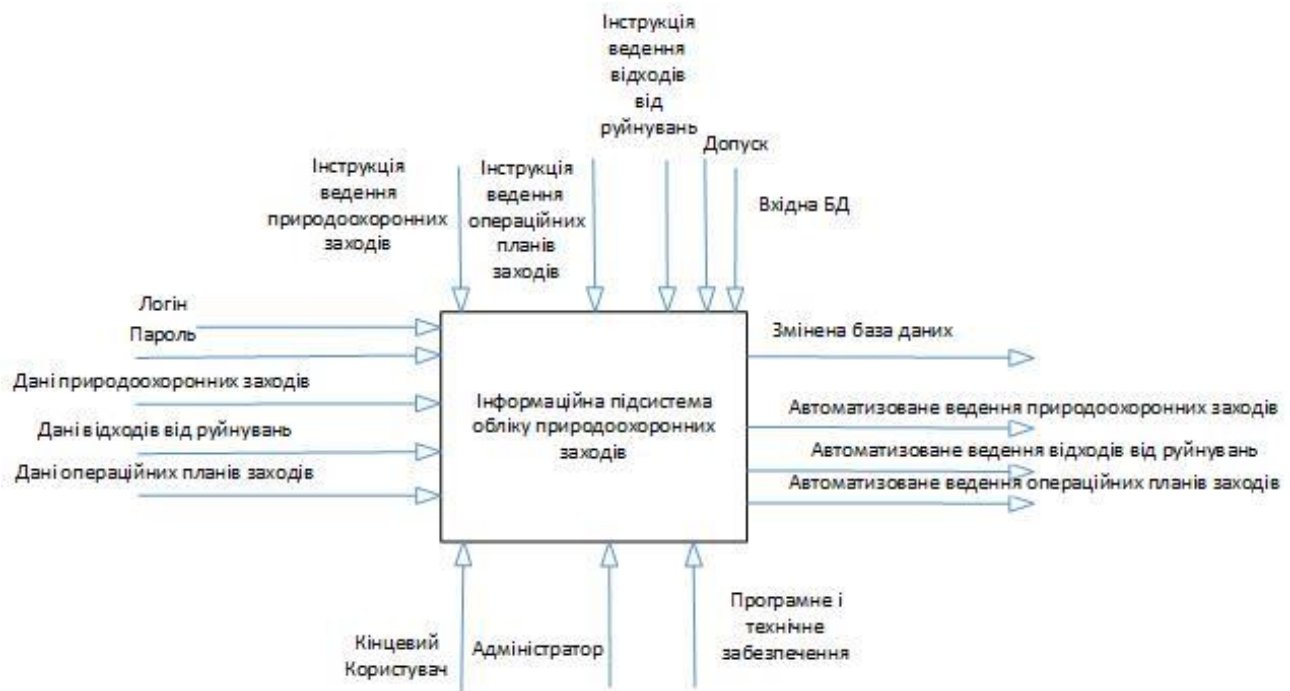 Інструкція
ведення
відходів
від
руйнувань
Допуск
Вхідна БД
Інструкція
ведення
природоохоронних
заходів
Інструкція
ведення
операційних
планів
заходів
Логін
Пароль
Дані природоохоронних заходів
Дані відходів від руйнувань
Дані операційних планів заходів
Інформаційна підсистема
обліку природоохоронних
заходів
Змінена база даних
Автоматизоване ведення природоохоронних заходів
Автоматизоване ведення відходів від руйнувань
Автоматизоване ведення операційних планів заходів
Кінцевий
Користувач
Адміністратор
Програмне і
технічне
забезпечення